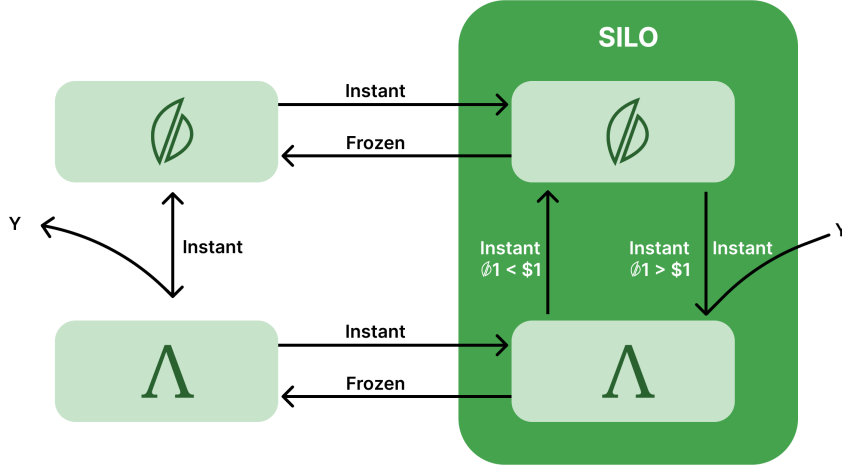 SILO
Instant
Frozen
Y
Instant
Instant
∅1 < $1
Instant
∅1 > $1
Instant
Y
Instant
Frozen
Λ
Λ